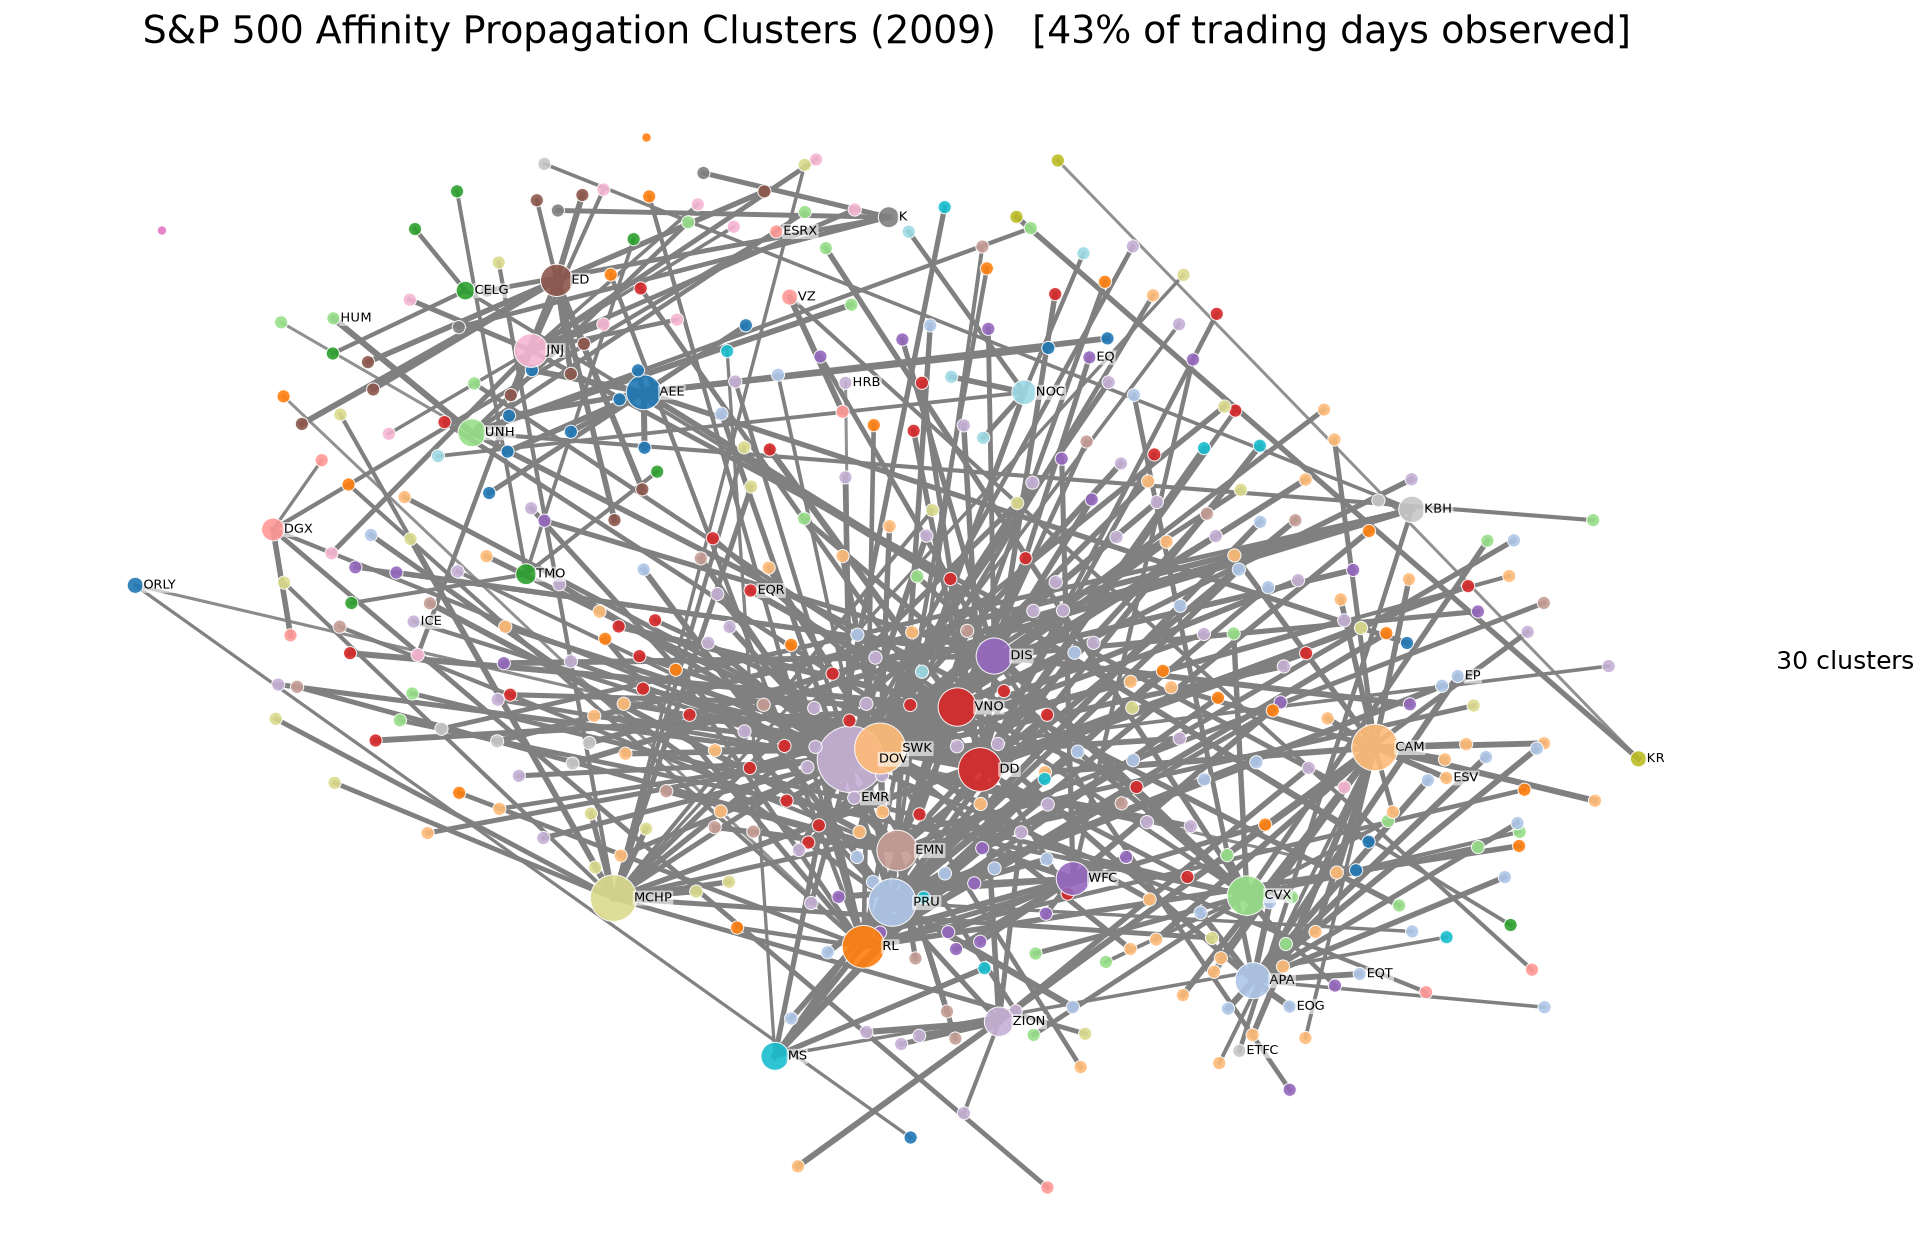 S&P 500 Affinity Propagation Clusters (2009)   [43% of trading days observed]
K
ESRX
ED
CELG
VZ
HUM
JNJ
EQ
HRB
AEE
NOC
UNH
KBH
DGX
TMO
ORLY
EQR
ICE
DIS
30 clusters
EP
VNO
SWK
CAM
DOV
KR
DD
ESV
EMR
EMN
WFC
CVX
MCHP
PRU
RL
EQT
APA
EOG
ZION
ETFC
MS